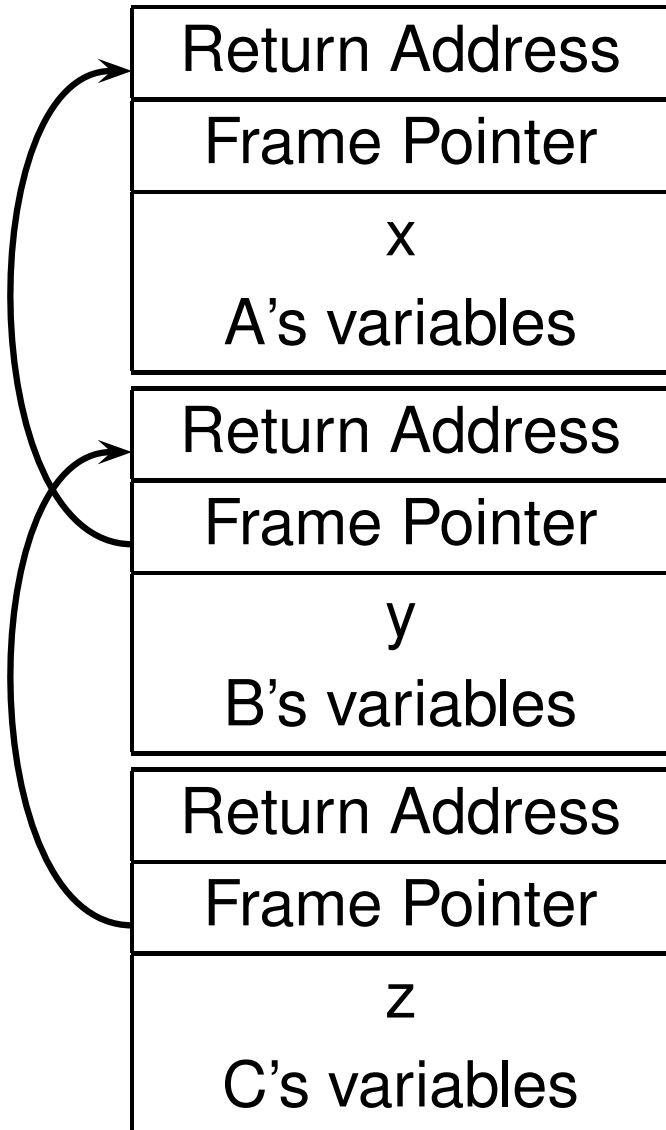 Return Address
Frame Pointer
x
A's variables
Return Address
Frame Pointer
y
B's variables
Return Address
Frame Pointer
z
C's variables